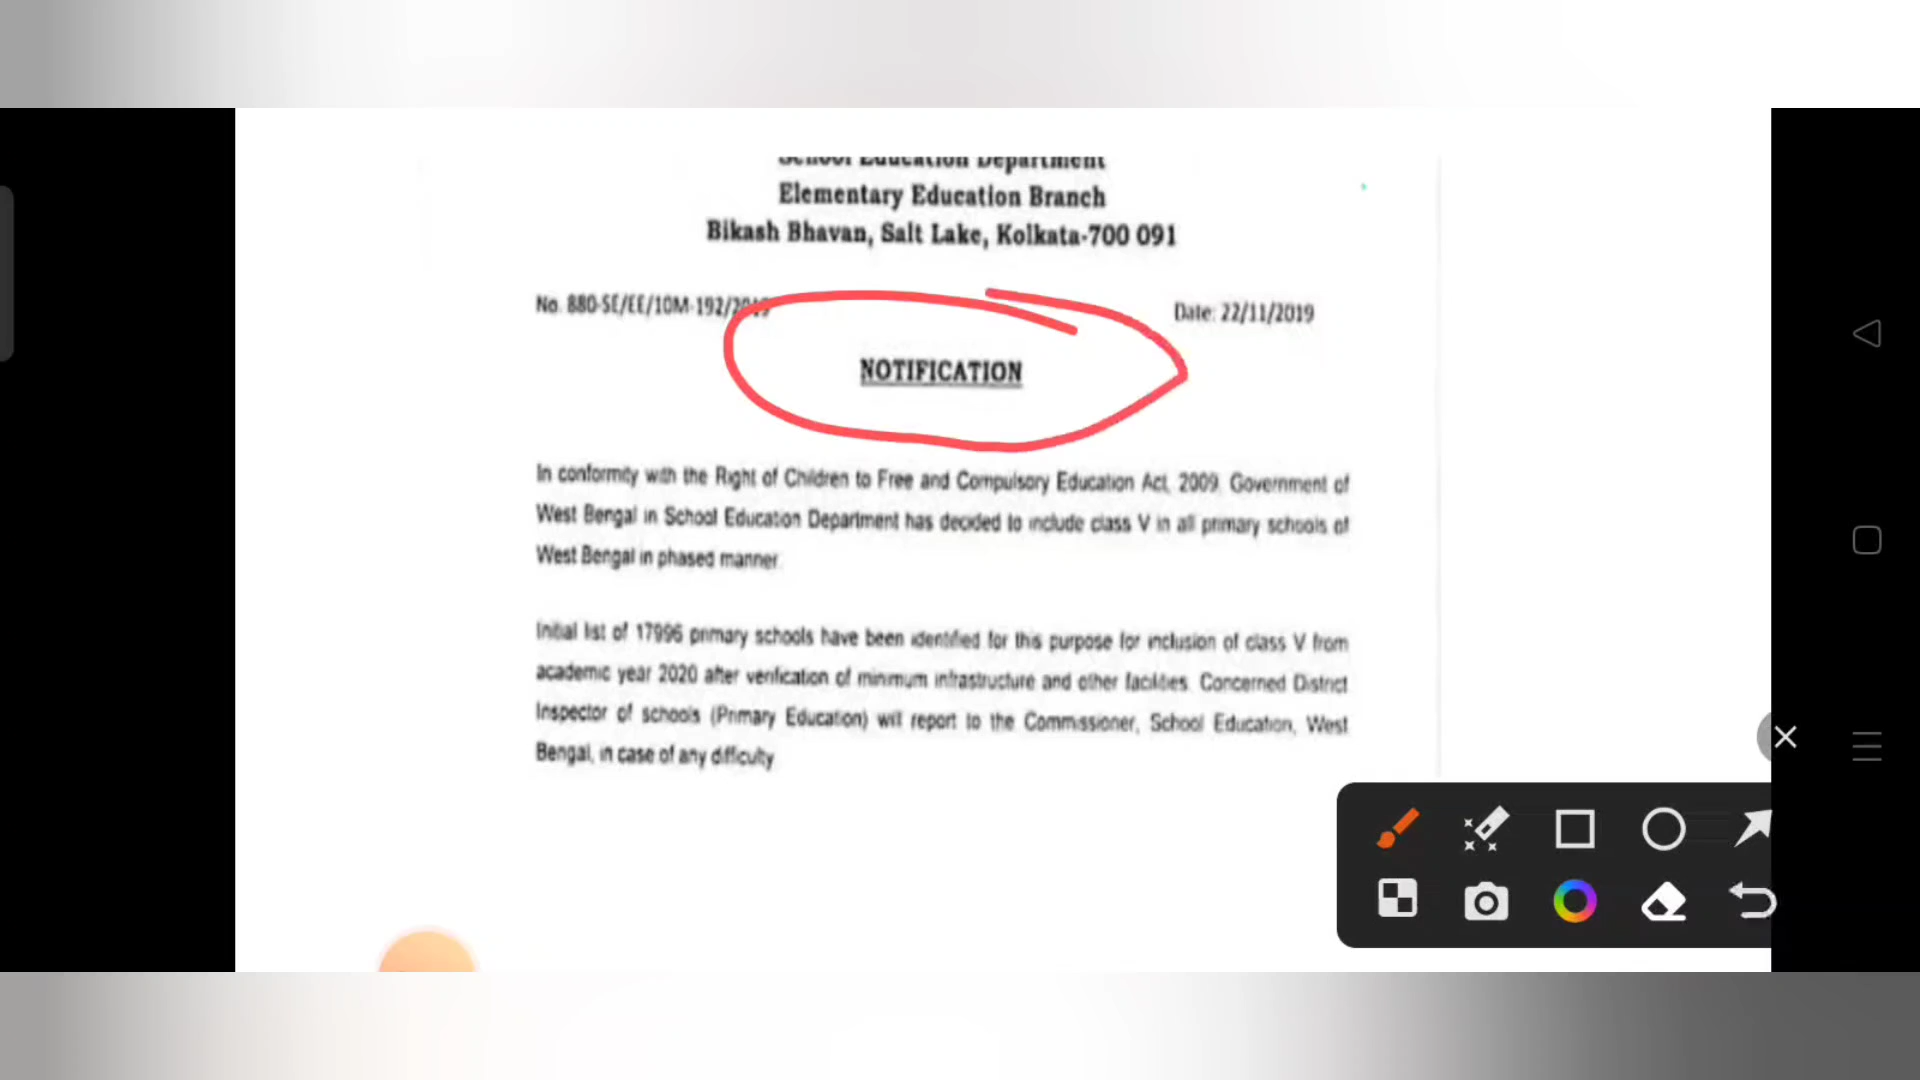 School Education Department
Elementary Education Branch
Bikash Bhavan, Salt Lake, Kolkata-700 091
No. 880-SE/EE/10M-192/2019
Date: 22/11/2019
NOTIFICATION
In conformity with the Right of Children to Free and Compulsory Education Act, 2009, Government of
West Bengal in School Education Department has decided to include class V in all primary schools of
West Bengal in phased manner.
Initial list of 17996 primary schools have been identified for this purpose for inclusion of class V from
academic year 2020 after verification of minimum infrastructure and other facilities. Concerned District
Inspector of schools (Primary Education) will report to the Commissioner, School Education, West
Bengal, in case of any difficulty